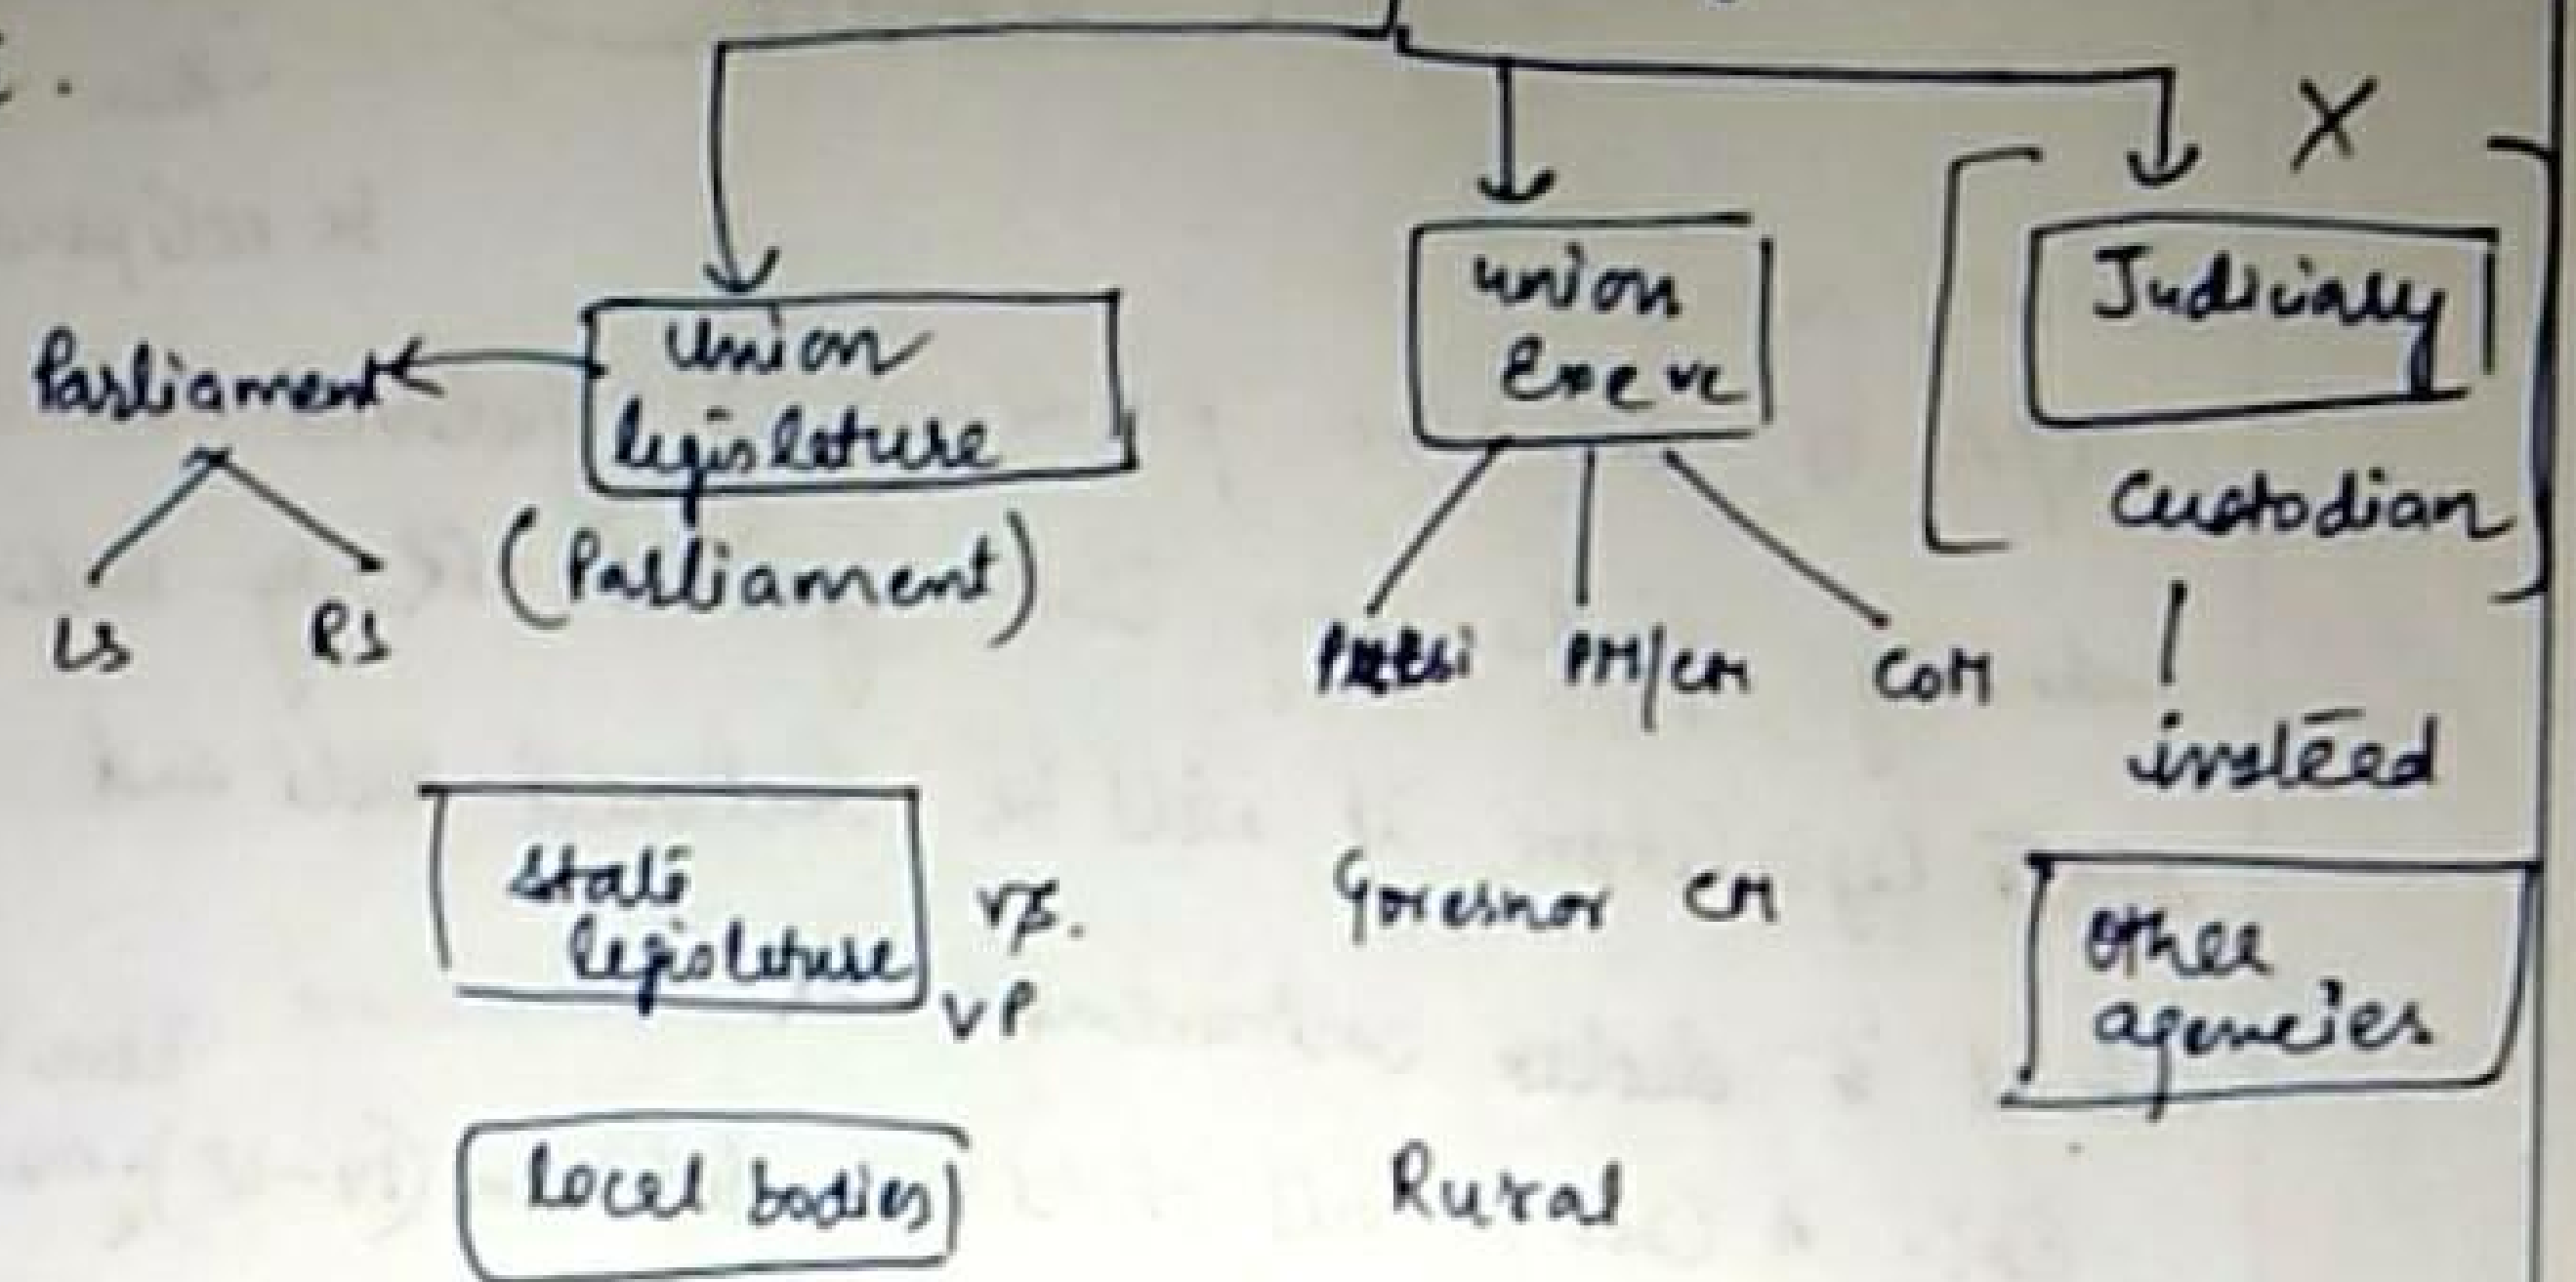 X
Union
legislature
(Parliament)
Parliament
LS RS
union
Exe ve
Presi PM/CM COM
Judiciary
Custodian
instead
State
legislature
VP
Governor CM
Other
agencies
Local bodies
Rural